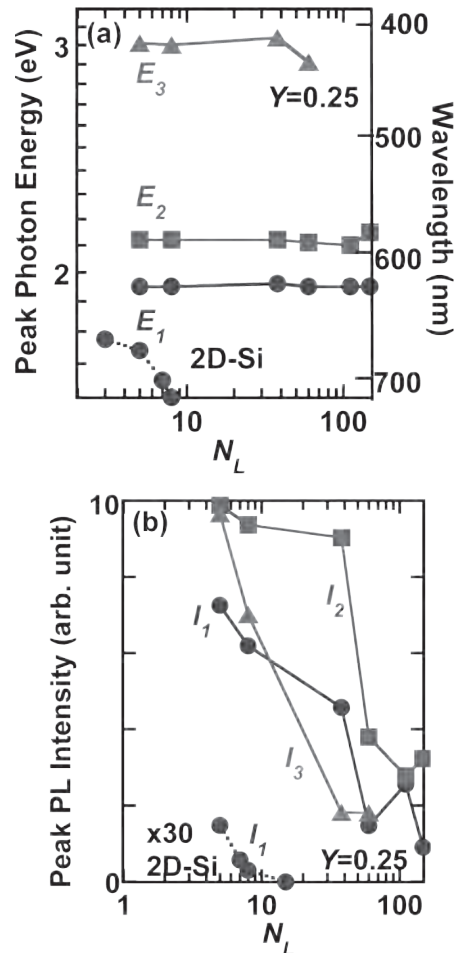 (a)
3
400
E3
Y=0.25
500
E2
2
600
E1
2D-Si
700
10
100
NL
Peak Photon Energy (eV)
Wavelength (nm)
(b)
10
I2
I1
I3
x30
I1
2D-Si
Y=0.25
0
1
10
100
NL
Peak PL Intensity (arb. unit)